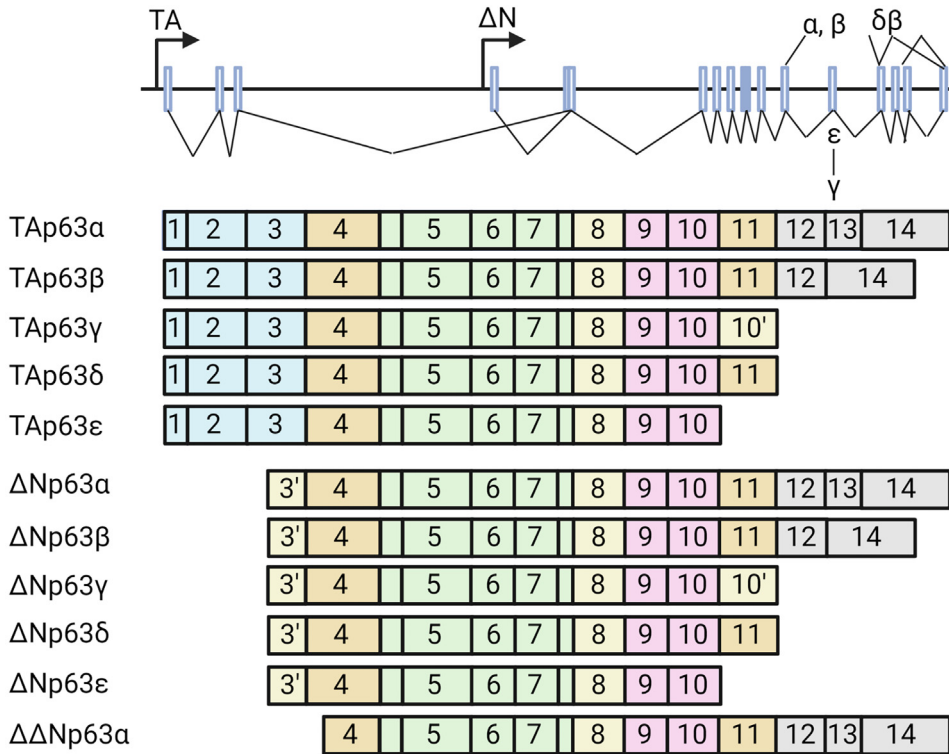 TA ΔN α, β δβ
ε
γ
TAp63α 1 2 3 4 5 6 7 8 9 10 11 12 13 14
TAp63β 1 2 3 4 5 6 7 8 9 10 11 12 14
TAp63γ 1 2 3 4 5 6 7 8 9 10 10'
TAp63δ 1 2 3 4 5 6 7 8 9 10 11
TAp63ε 1 2 3 4 5 6 7 8 9 10
ΔNp63α 3' 4 5 6 7 8 9 10 11 12 13 14
ΔNp63β 3' 4 5 6 7 8 9 10 11 12 14
ΔNp63γ 3' 4 5 6 7 8 9 10 10'
ΔNp63δ 3' 4 5 6 7 8 9 10 11
ΔNp63ε 3' 4 5 6 7 8 9 10
ΔΔNp63α 4 5 6 7 8 9 10 11 12 13 14